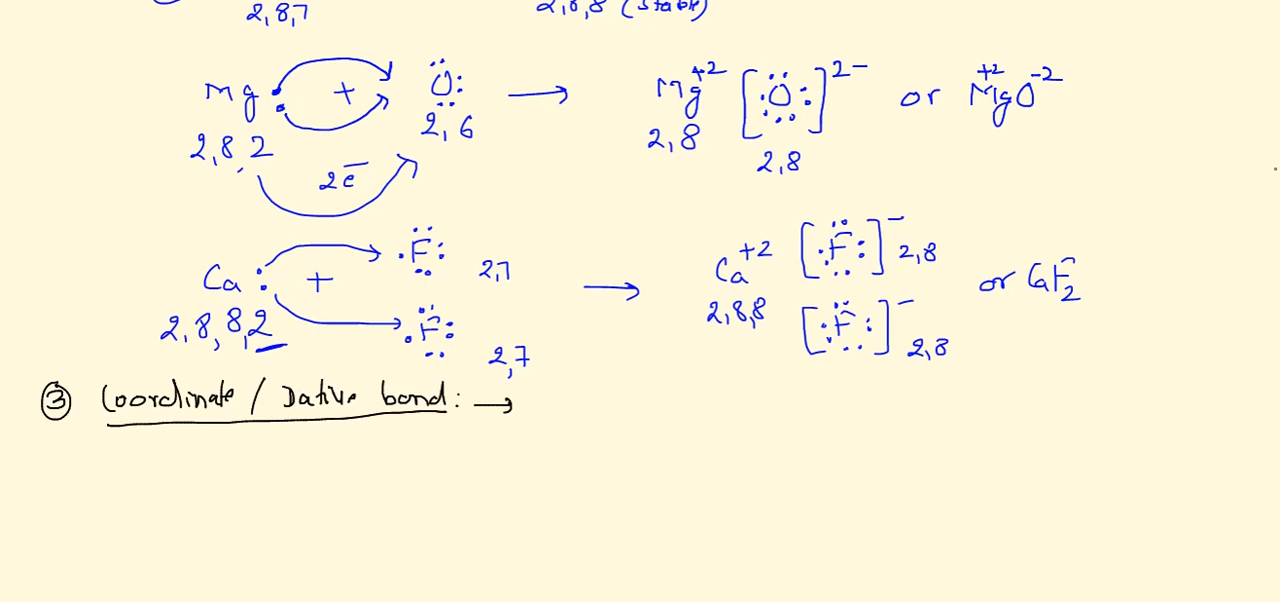 2,8,7 2,8,8 (Stable)
Mg : + Ö: → Mg+2 [:Ö:]2- or Mg+2O-2
2,8,2 2,6 2,8 2,8
2e-
Ca : + .F: 2,7 → Ca+2 [:F:]- 2,8 or CaF2-
2,8,8,2 .F: 2,7 2,8,8 [:F:]- 2,8
③ Coordinate / Dative bond: →